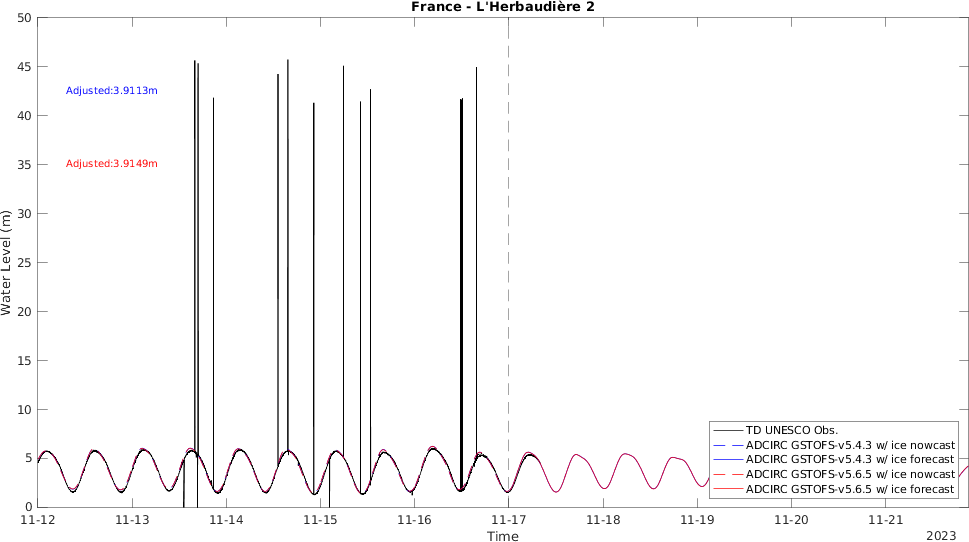 France - L'Herbaudière 2
50
45
40
35
30
25
20
15
10
5
0
Water Level (m)
Adjusted:3.9113m
Adjusted:3.9149m
TD UNESCO Obs.
ADCIRC GSTOFS-v5.4.3 w/ ice nowcast
ADCIRC GSTOFS-v5.4.3 w/ ice forecast
ADCIRC GSTOFS-v5.6.5 w/ ice nowcast
ADCIRC GSTOFS-v5.6.5 w/ ice forecast
11-12 11-13 11-14 11-15 11-16 11-17 11-18 11-19 11-20 11-21
Time
2023